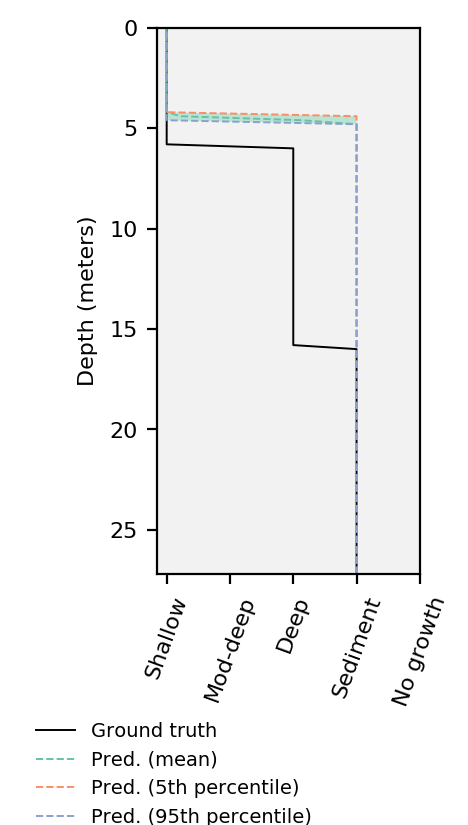 0
5
10
15
20
25
Depth (meters)
Shallow
Mod-deep
Deep
Sediment
No growth
Ground truth
Pred. (mean)
Pred. (5th percentile)
Pred. (95th percentile)